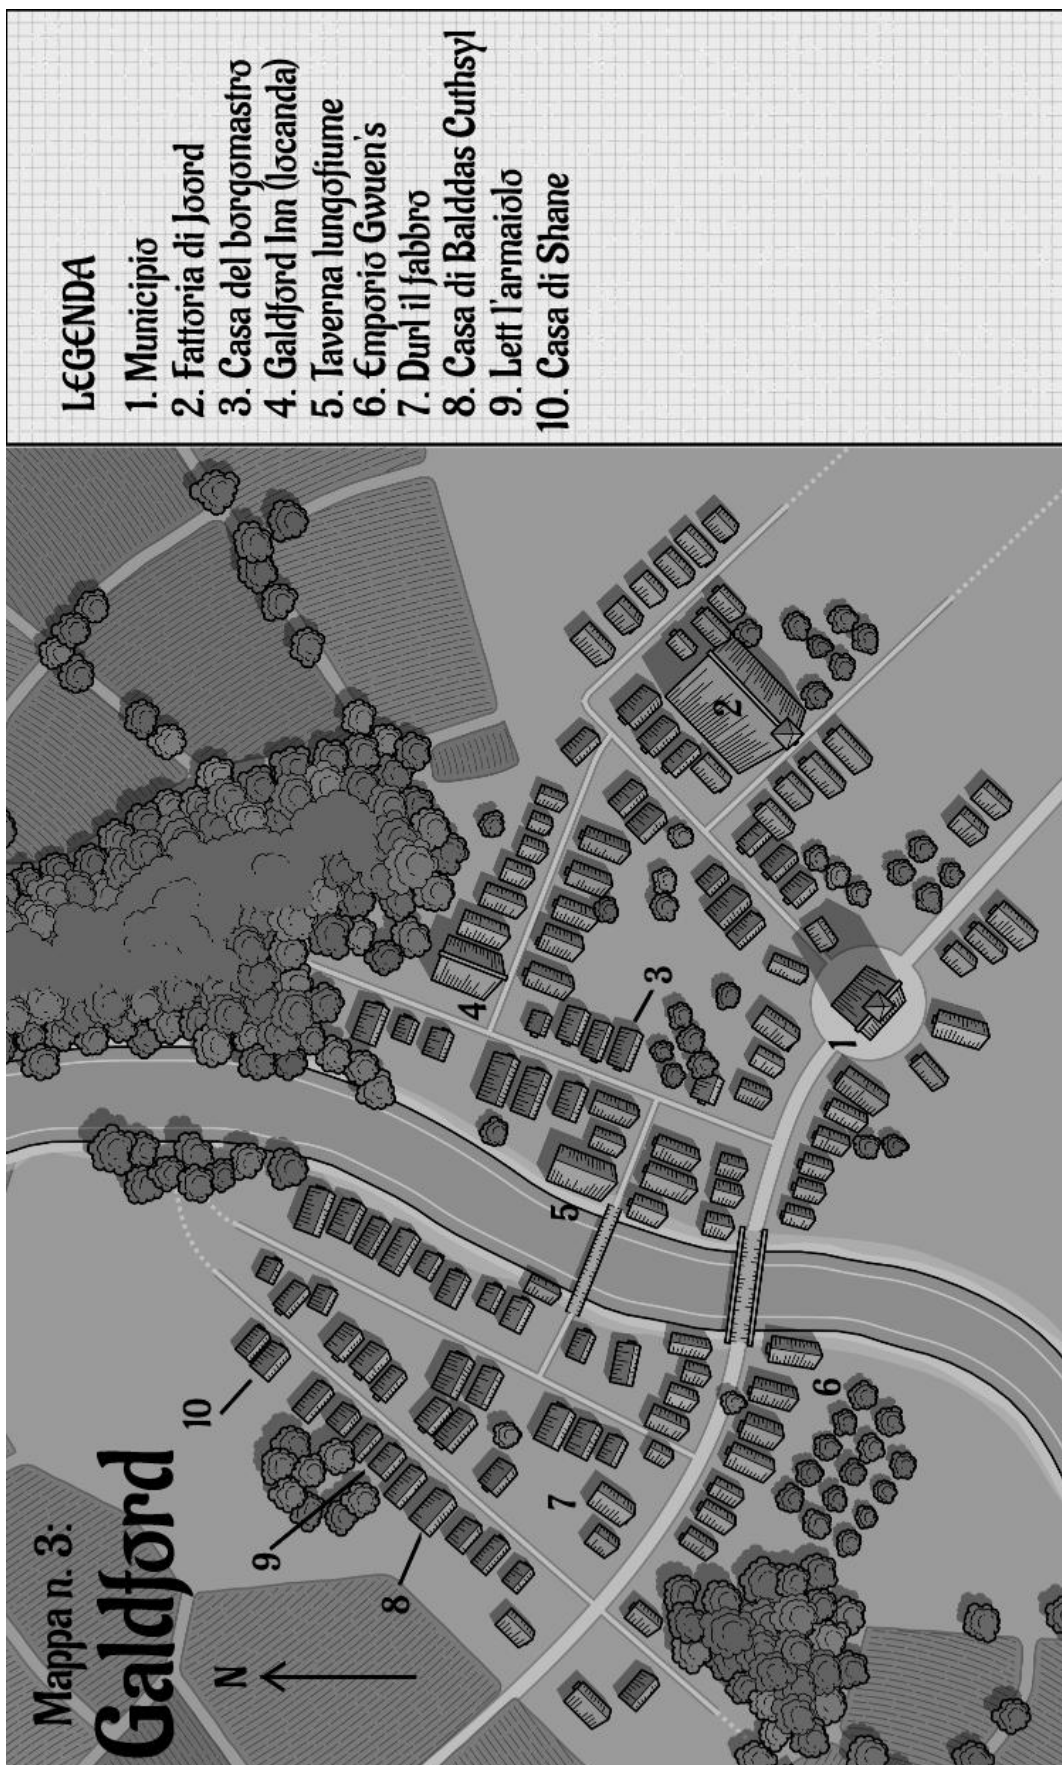 Mappa n. 3:
Galdford
N
10
9
8
7
6
5
4
3
2
1
LEGENDA
1. Municipio
2. Fattoria di Joord
3. Casa del borgomastro
4. Galdford Inn (locanda)
5. Taverna lungofiume
6. Emporio Gwuen's
7. Durl il fabbro
8. Casa di Balddas Cuthsyl
9. Lett l'armaiolo
10. Casa di Shane